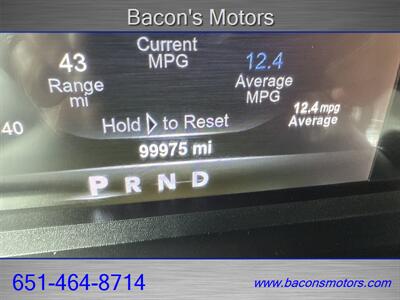 Bacon's Motors
43
Range
mi
Current
MPG
12.4
Average
MPG
12.4 mpg
Average
40
Hold ▷ to Reset
99975 mi
P R N D
651-464-8714
www.baconsmotors.com